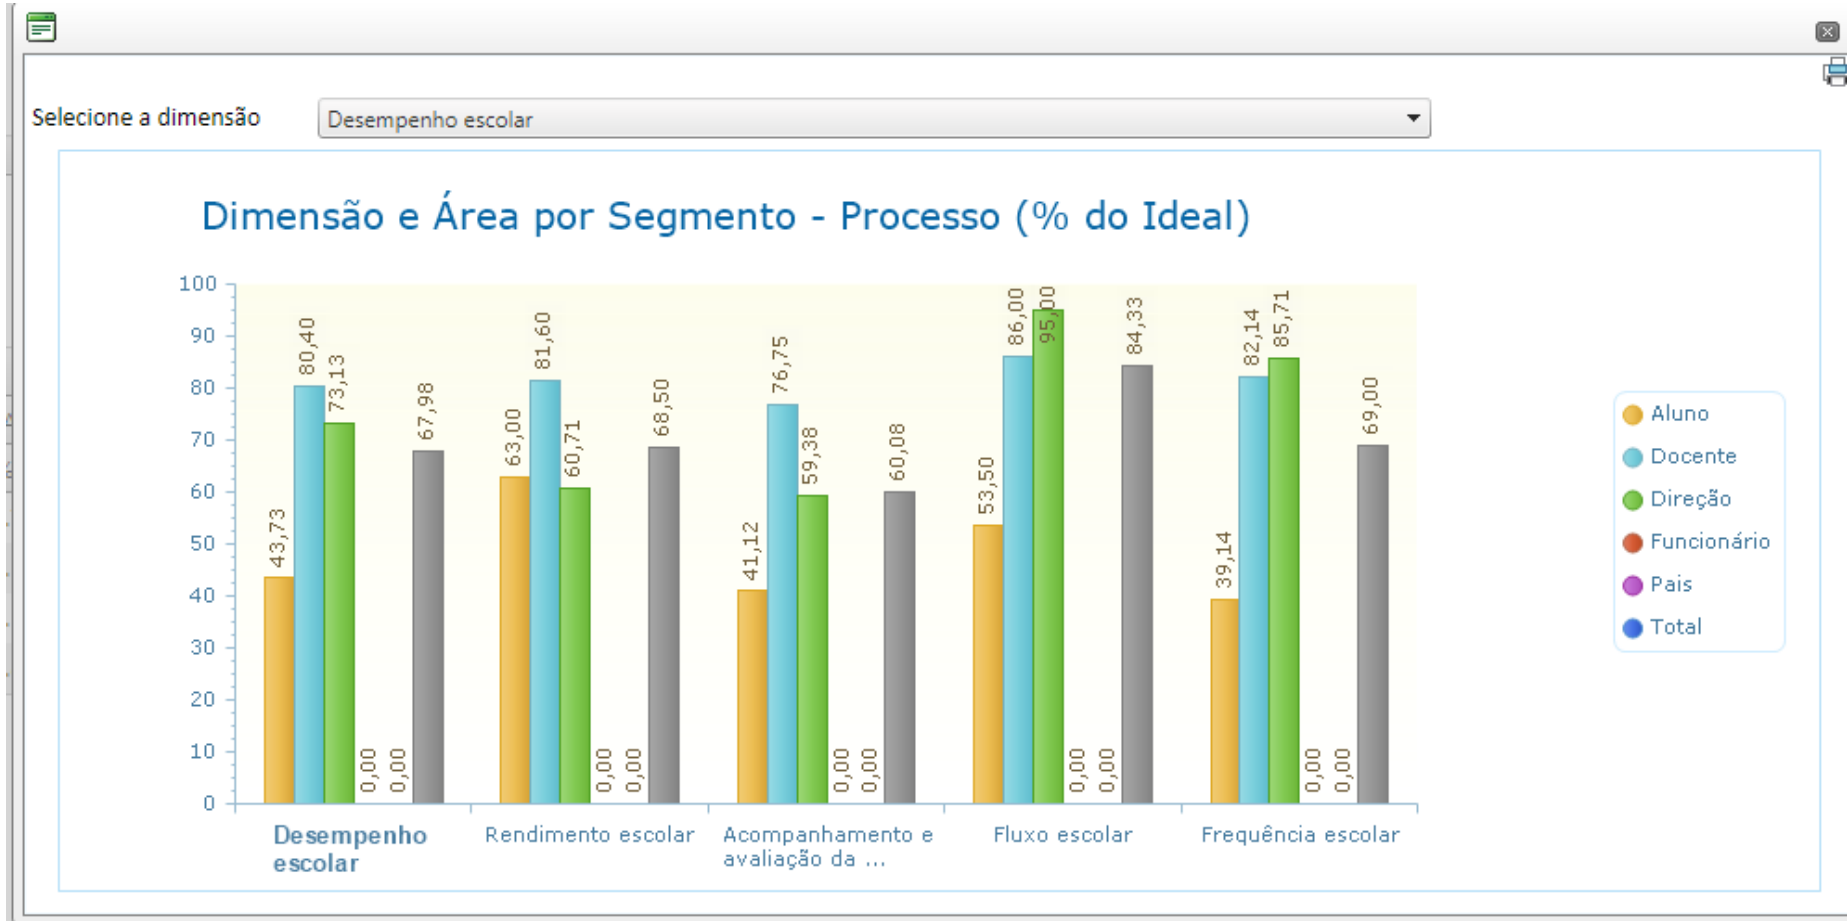 Selecione a dimensão
Desempenho escolar
Dimensão e Área por Segmento - Processo (% do Ideal)
100
90
80
70
60
50
40
30
20
10
0
43,73
80,40
73,13
0,00
0,00
67,98
63,00
81,60
60,71
0,00
0,00
68,50
41,12
76,75
59,38
0,00
0,00
60,08
53,50
86,00
95,00
0,00
0,00
84,33
39,14
82,14
85,71
0,00
0,00
69,00
Desempenho
escolar
Rendimento escolar
Acompanhamento e
avaliação da ...
Fluxo escolar
Frequência escolar
Aluno
Docente
Direção
Funcionário
Pais
Total